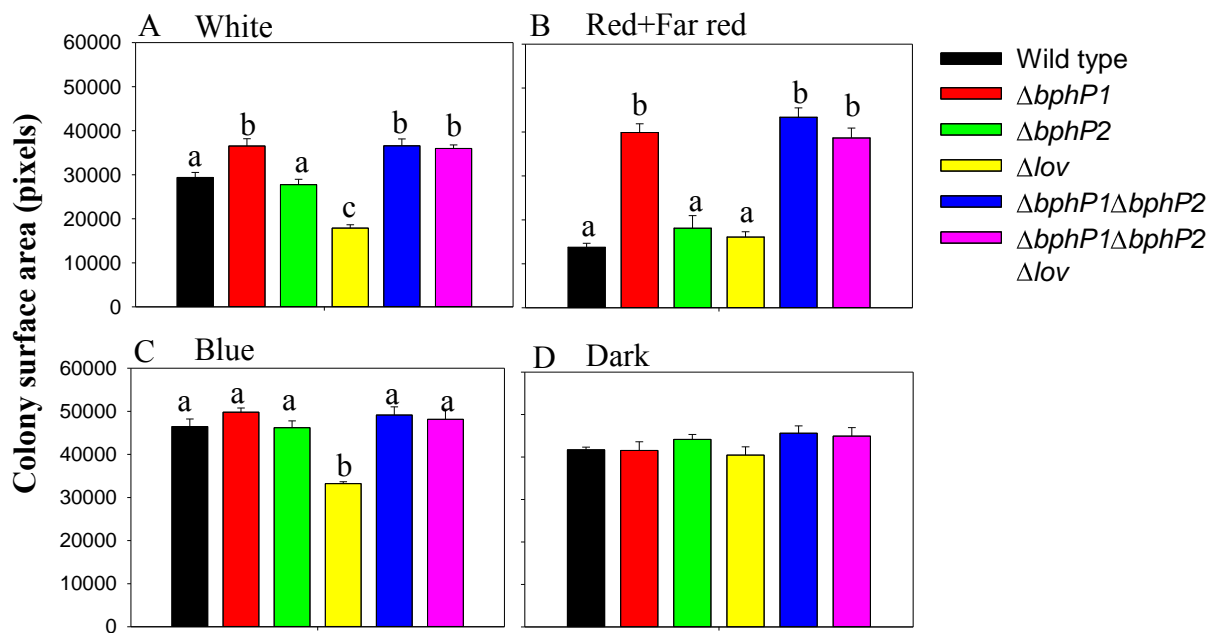 A White
60000
50000
40000
30000
20000
10000
0
a
b
a
c
b
b
B Red+Far red
a
b
a
a
b
b
Wild type
ΔbphP1
ΔbphP2
Δlov
ΔbphP1ΔbphP2
ΔbphP1ΔbphP2
Δlov
Colony surface area (pixels)
C Blue
60000
50000
40000
30000
20000
10000
0
a
a
a
b
a
a
D Dark